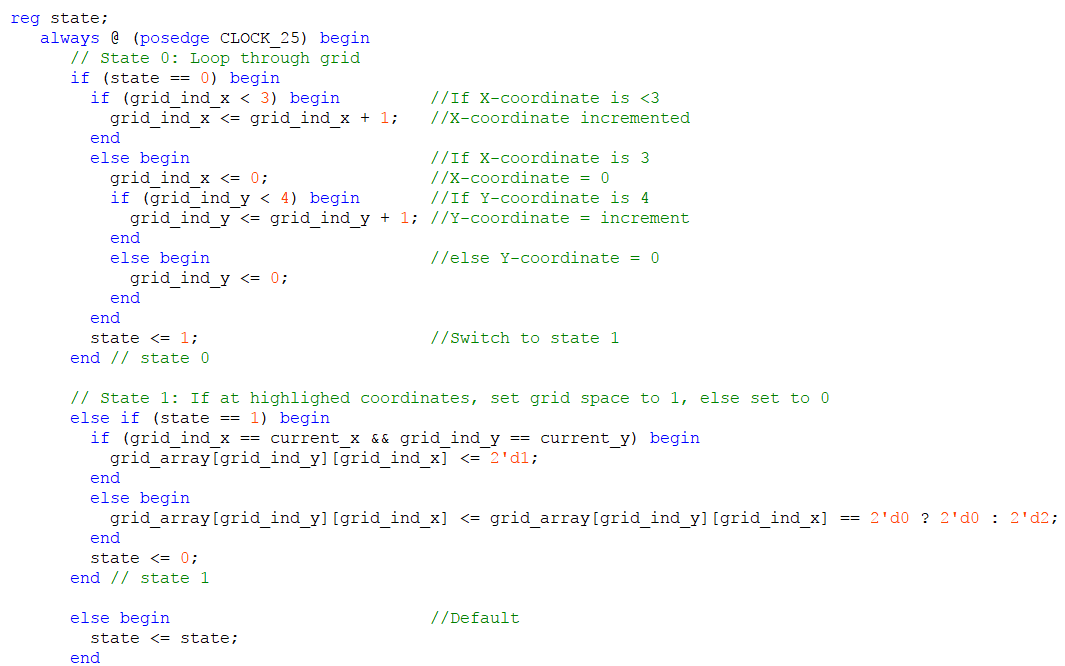 reg state;
   always @ (posedge CLOCK_25) begin
      // State 0: Loop through grid
      if (state == 0) begin
        if (grid_ind_x < 3) begin         //If X-coordinate is <3
          grid_ind_x <= grid_ind_x + 1;   //X-coordinate incremented
        end
        else begin                        //If X-coordinate is 3
          grid_ind_x <= 0;                //X-coordinate = 0
          if (grid_ind_y < 4) begin       //If Y-coordinate is 4
            grid_ind_y <= grid_ind_y + 1; //Y-coordinate = increment
          end
          else begin                      //else Y-coordinate = 0
            grid_ind_y <= 0;
          end
        end
        state <= 1;                       //Switch to state 1
      end // state 0

      // State 1: If at highlighed coordinates, set grid space to 1, else set to 0
      else if (state == 1) begin
        if (grid_ind_x == current_x && grid_ind_y == current_y) begin
          grid_array[grid_ind_y][grid_ind_x] <= 2'd1;
        end
        else begin
          grid_array[grid_ind_y][grid_ind_x] <= grid_array[grid_ind_y][grid_ind_x] == 2'd0 ? 2'd0 : 2'd2;
        end
        state <= 0;
      end // state 1

      else begin                          //Default
        state <= state;
      end